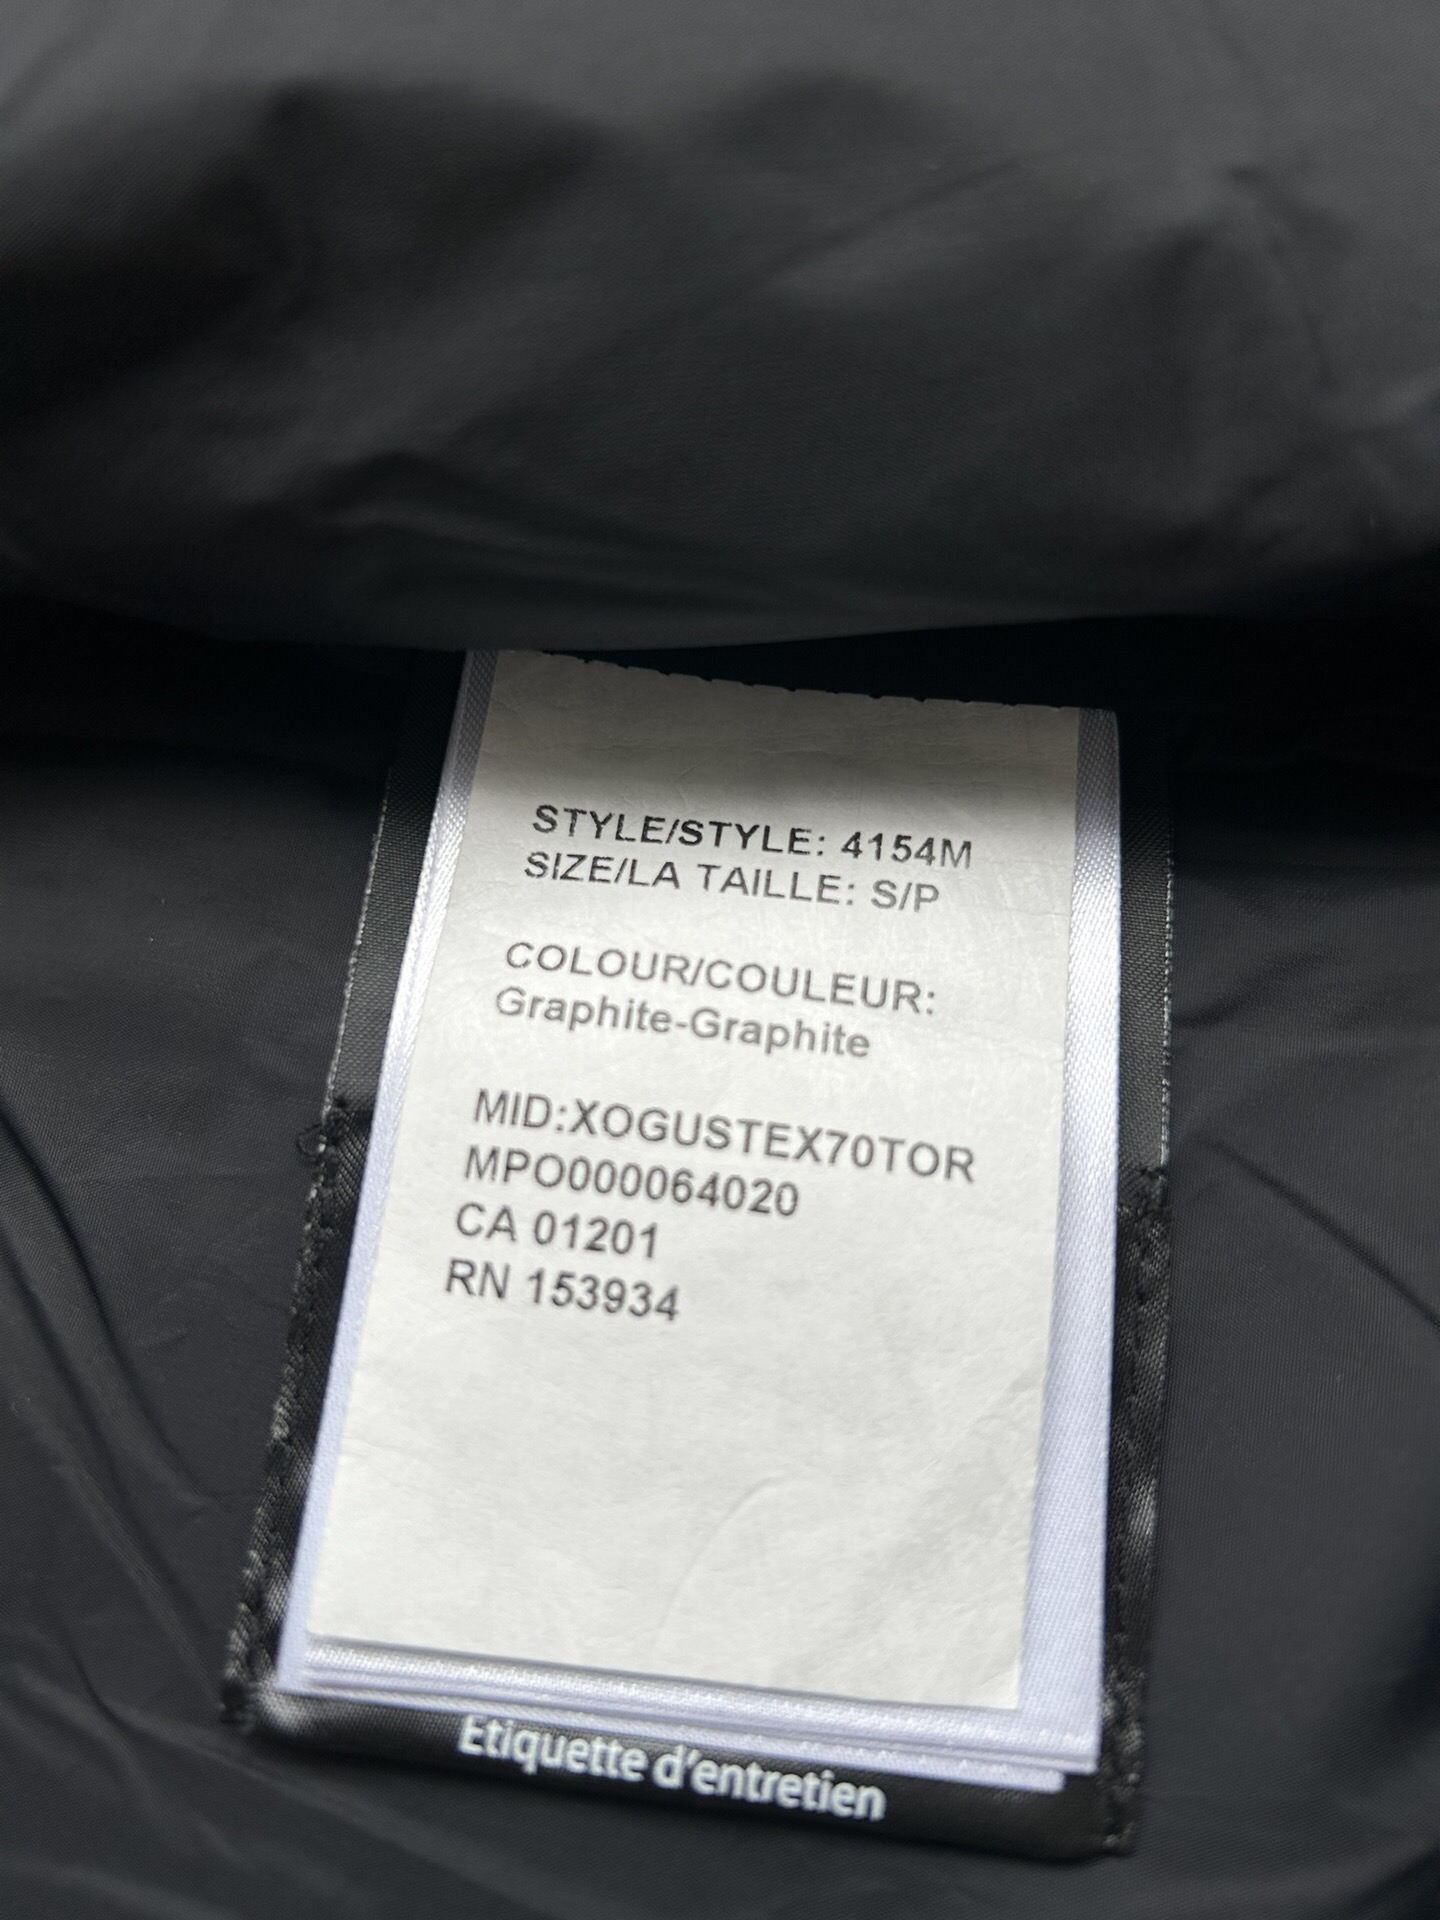 STYLE/STYLE: 4154M
SIZE/LA TAILLE: S/P
COLOUR/COULEUR:
Graphite-Graphite
MID:XOGUSTEX70TOR
MPO000064020
CA 01201
RN 153934
Etiquette d'entretien